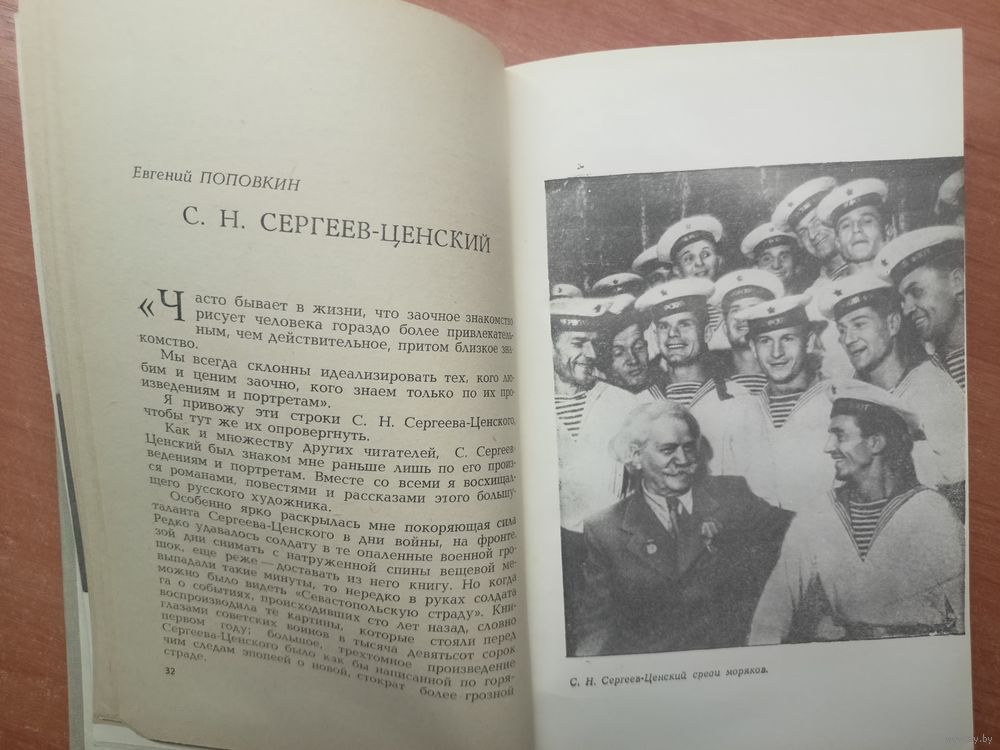 Евгений ПОПОВКИН
С. Н. СЕРГЕЕВ-ЦЕНСКИЙ
«Часто бывает в жизни, что заочное знакомство
рисует человека гораздо более привлекатель-
ным, чем действительное, притом близкое зна-
комство.
Мы всегда склонны идеализировать тех, кого лю-
бим и ценим заочно, кого знаем только по их про-
изведениям и портретам».
Я привожу эти строки С. Н. Сергеева-Ценского,
чтобы тут же их опровергнуть.
Как и множеству других читателей, С. Сергеев-
Ценский был знаком мне раньше лишь по его произ-
ведениям и портретам. Вместе со всеми я восхищал-
ся романами, повестями и рассказами этого большу-
щего русского художника.
Особенно ярко раскрылась мне покоряющая сила
таланта Сергеева-Ценского в дни войны, на фронте.
Редко удавалось солдату в те опаленные военной гро-
зой дни снимать с натруженной спины вещевой ме-
шок, еще реже — доставать из него книгу. Но когда
выпадали такие минуты, то нередко в руках солдата
можно было видеть «Севастопольскую страду». Кни-
га о событиях, происходивших сто лет назад, словно
воспроизводила те картины, которые стояли перед
глазами советских воинов в тысяча девятьсот сорок
первом году; большое, трехтомное произведение
Сергеева-Ценского было как бы написанной по горя-
чим следам эпопеей о новой, стократ более грозной
страде.
32
С. Н. Сергеев-Ценский среди моряков.